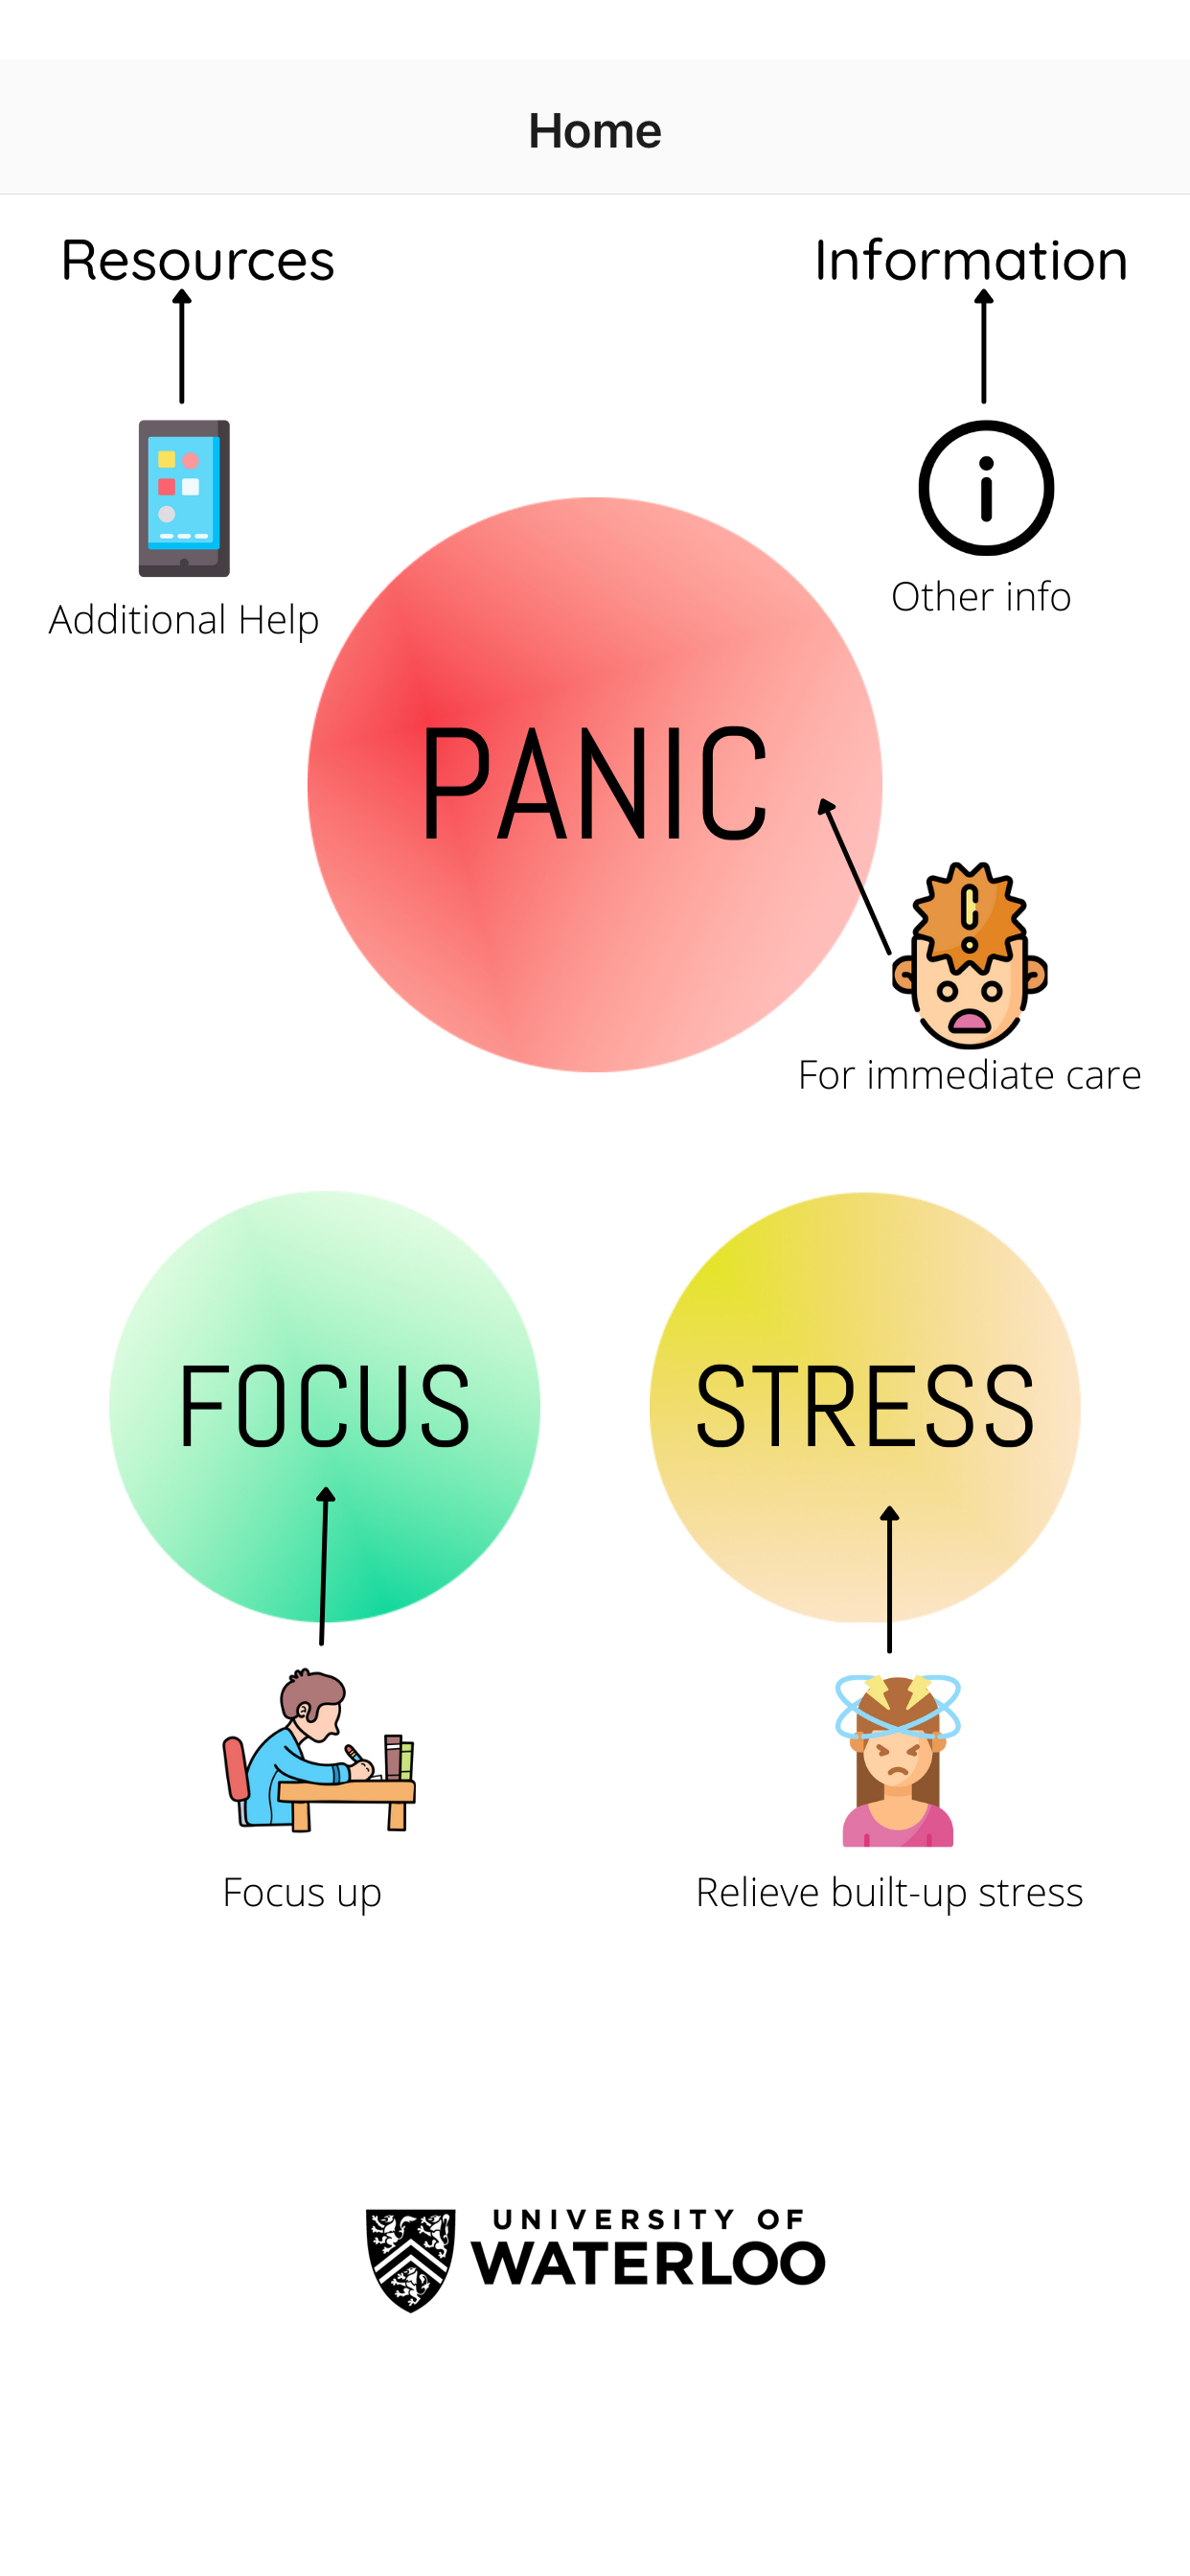 Home
Resources
Information
Additional Help
Other info
PANIC
For immediate care
FOCUS
STRESS
Focus up
Relieve built-up stress
UNIVERSITY OF
WATERLOO